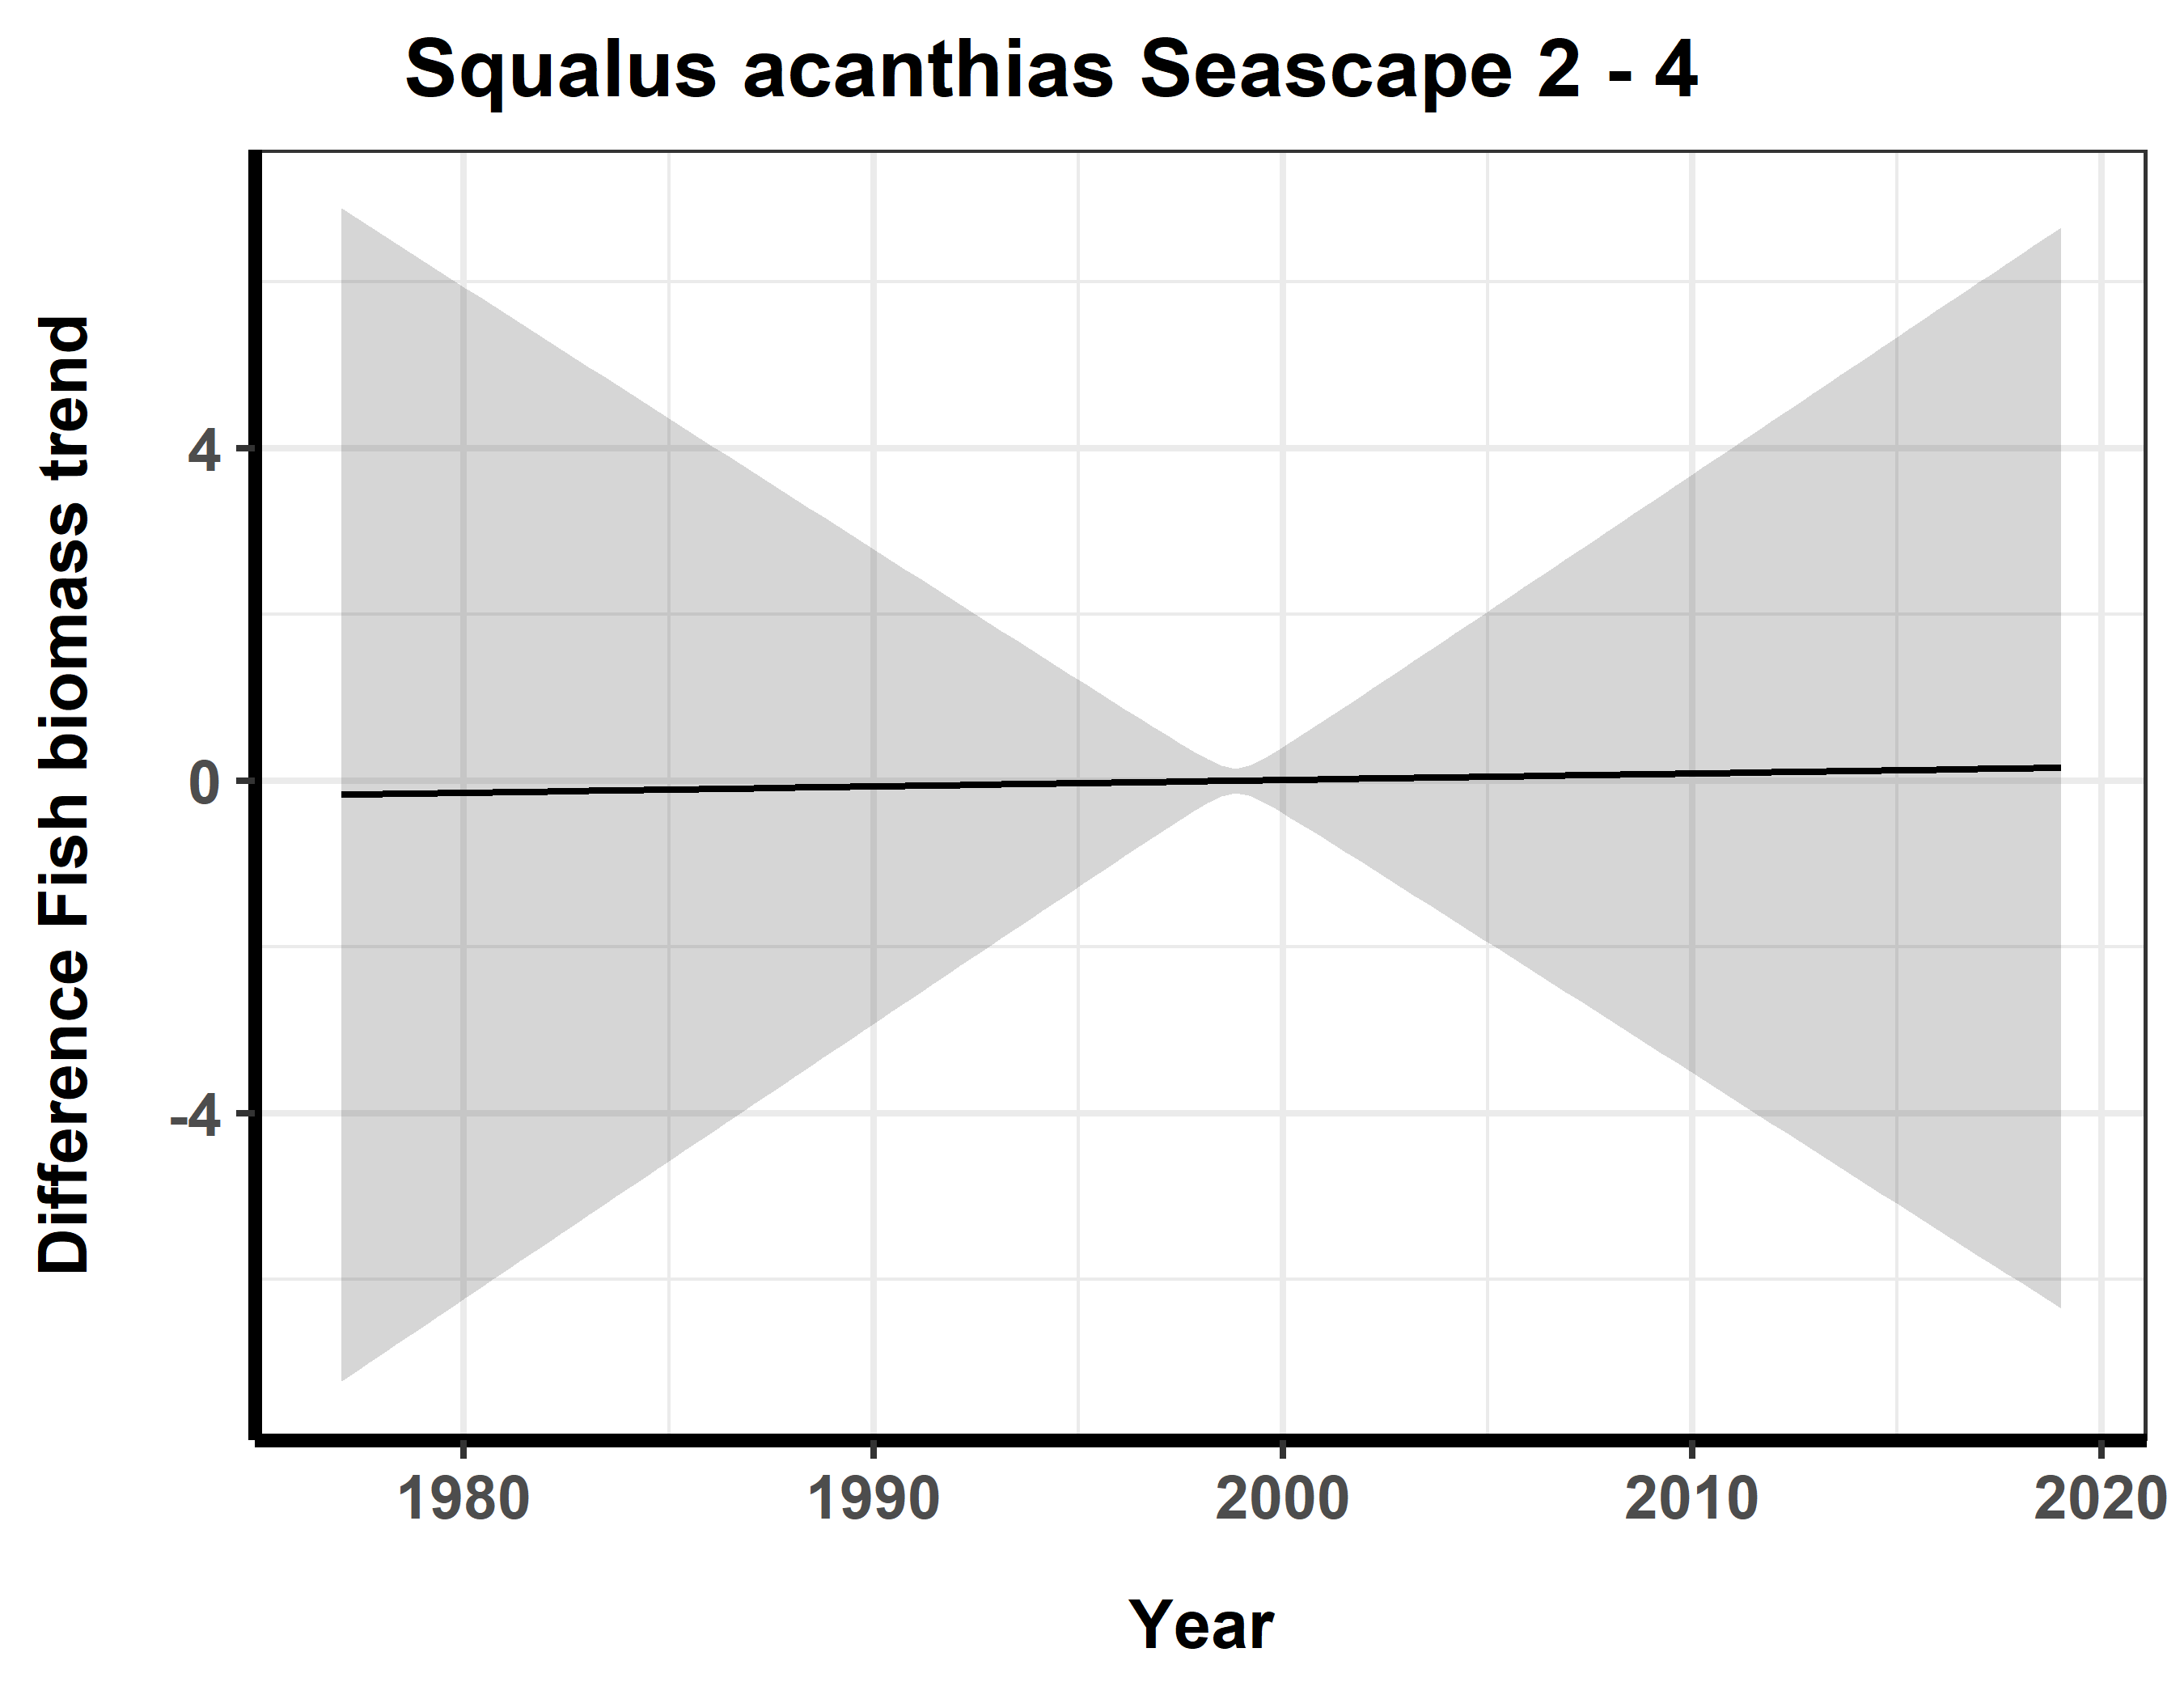 Squalus acanthias Seascape 2 - 4
Difference Fish biomass trend
4
0
-4
1980
1990
2000
2010
2020
Year